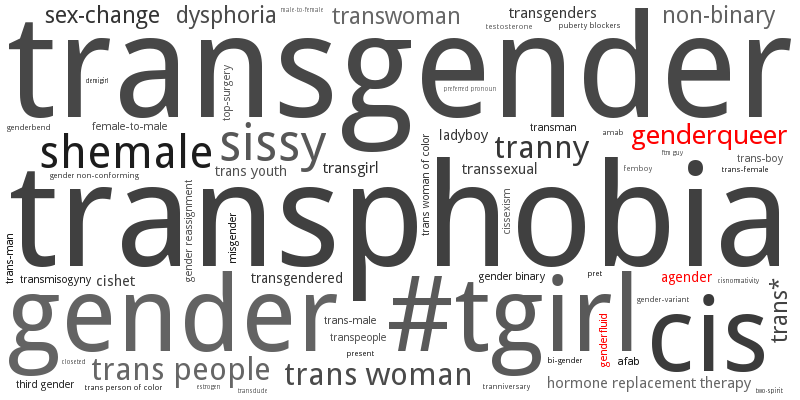 sex-change dysphoria male-to-female transwoman transgenders non-binary
testosterone puberty blockers
transgender
demigirl top-surgery preferred pronoun
genderbend female-to-male sissy ladyboy transman amab genderqueer
shemale trans woman of color tranny ftm guy trans-boy
gender non-conforming trans youth transgirl transsexual femboy trans-female
transphobia
trans-man gender reassignment misgender cissexism
transmisogyny cishet transgendered gender binary pret agender cisnormativity
gender #tgirl gender-variant trans*
trans-male genderfluid cis
transpeople
present
closeted trans people bi-gender afab
third gender trans person of color estrogen transdude trans woman tranniversary hormone replacement therapy two-spirit